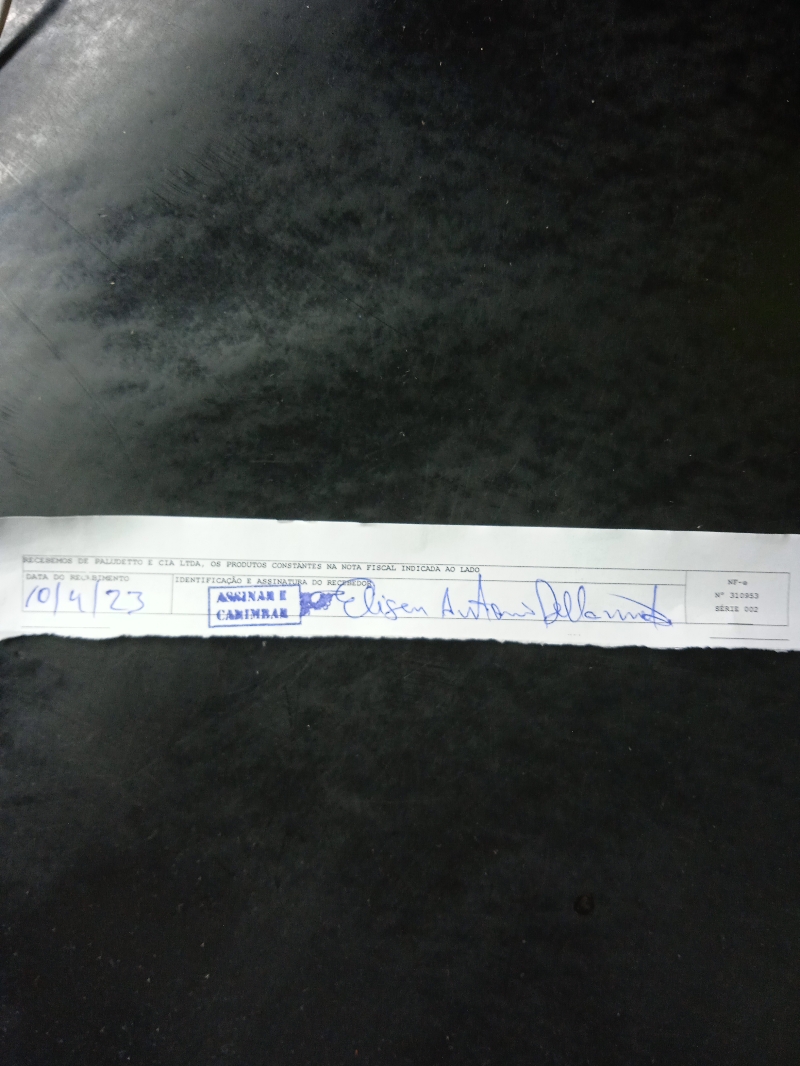 RECEBEMOS DE PALUDETTO E CIA LTDA. OS PRODUTOS CONSTANTES NA NOTA FISCAL INDICADA AO LADO
DATA DO RECEBIMENTO
10/4/23
IDENTIFICAÇÃO E ASSINATURA DO RECEBEDOR
ASSINAR E
CARIMBAR
Antonio
NF-e
Nº 310953
SÉRIE 002